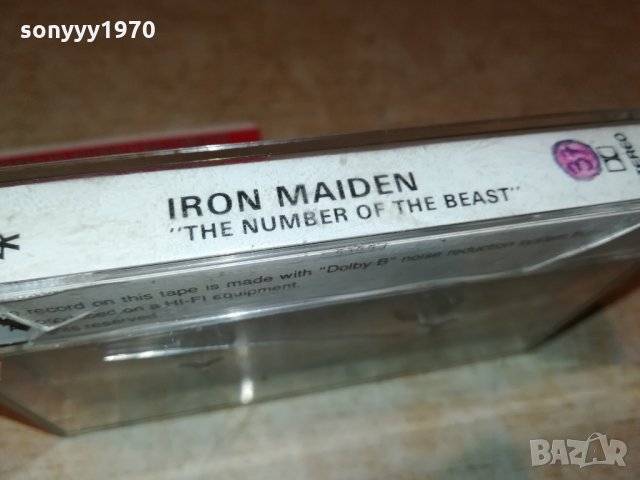 sonyyy1970
IRON MAIDEN
"THE NUMBER OF THE BEAST"
37
STEREO
record on this tape is made with "Dolby B" noise reduction system
on a HI-FI equipment.
reserved.
BAZAR